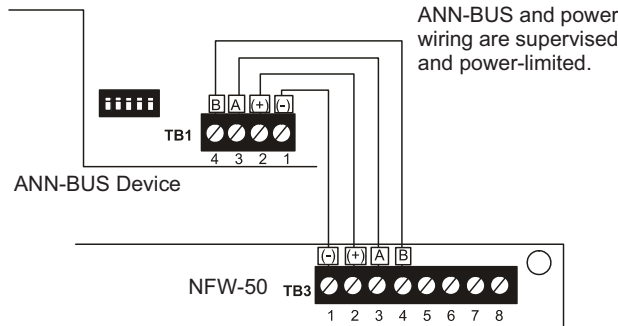 ANN-BUS and power
wiring are supervised
and power-limited.
B A (+) (-)
TB1
4 3 2 1
ANN-BUS Device
(-) (+) A B
NFW-50 TB3
1 2 3 4 5 6 7 8